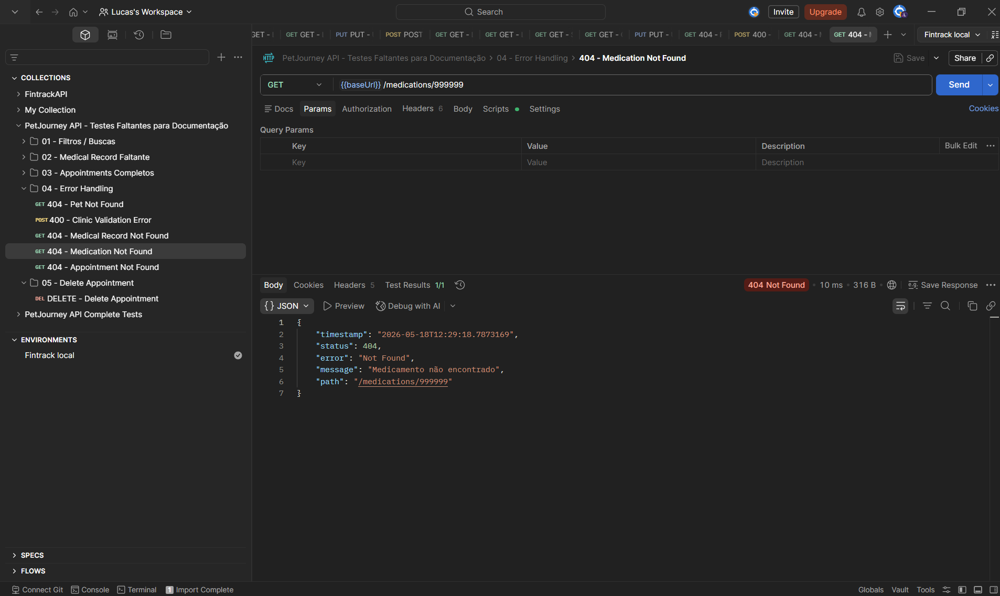 Lucas's Workspace
Search
Invite
Upgrade
GET -
GET GET -
PUT PUT -
POST POST
GET GET -
GET GET -
GET GET -
GET GET -
PUT PUT -
GET 404 -
POST 400 -
GET 404 -
GET 404 -
Fintrack local
HTTP PetJourney API - Testes Faltantes para Documentação > 04 - Error Handling > 404 - Medication Not Found
Save
Share
COLLECTIONS
FintrackAPI
My Collection
PetJourney API - Testes Faltantes para Documentação
01 - Filtros / Buscas
02 - Medical Record Faltante
03 - Appointments Completos
04 - Error Handling
GET 404 - Pet Not Found
POST 400 - Clinic Validation Error
GET 404 - Medical Record Not Found
GET 404 - Medication Not Found
GET 404 - Appointment Not Found
05 - Delete Appointment
DEL DELETE - Delete Appointment
PetJourney API Complete Tests
ENVIRONMENTS
Fintrack local
SPECS
FLOWS
GET {{baseUrl}} /medications/999999
Send
Docs Params Authorization Headers 6 Body Scripts Settings
Cookies
Query Params
Key Value Description Bulk Edit
Key Value Description
Body Cookies Headers 5 Test Results 1/1
404 Not Found • 10 ms • 316 B
e.g. Save Response
{} JSON Preview Debug with AI
1 {
2 "timestamp": "2026-05-18T12:29:18.7873169",
3 "status": 404,
4 "error": "Not Found",
5 "message": "Medicamento não encontrado",
6 "path": "/medications/999999"
7 }
Connect Git Console Terminal 1 Import Complete
Globals Vault Tools